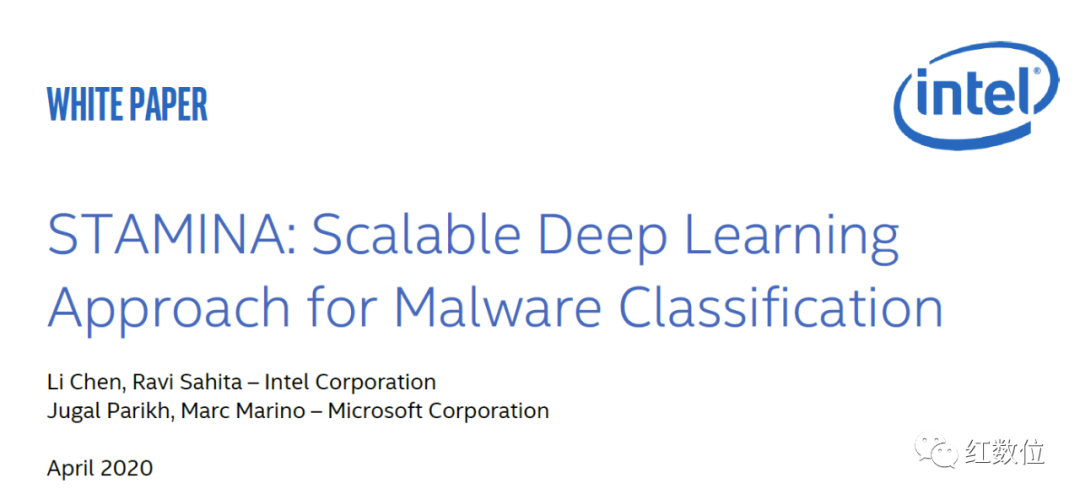 WHITE PAPER
intel®
STAMINA: Scalable Deep Learning
Approach for Malware Classification
Li Chen, Ravi Sahita – Intel Corporation
Jugal Parikh, Marc Marino – Microsoft Corporation
April 2020
红数位